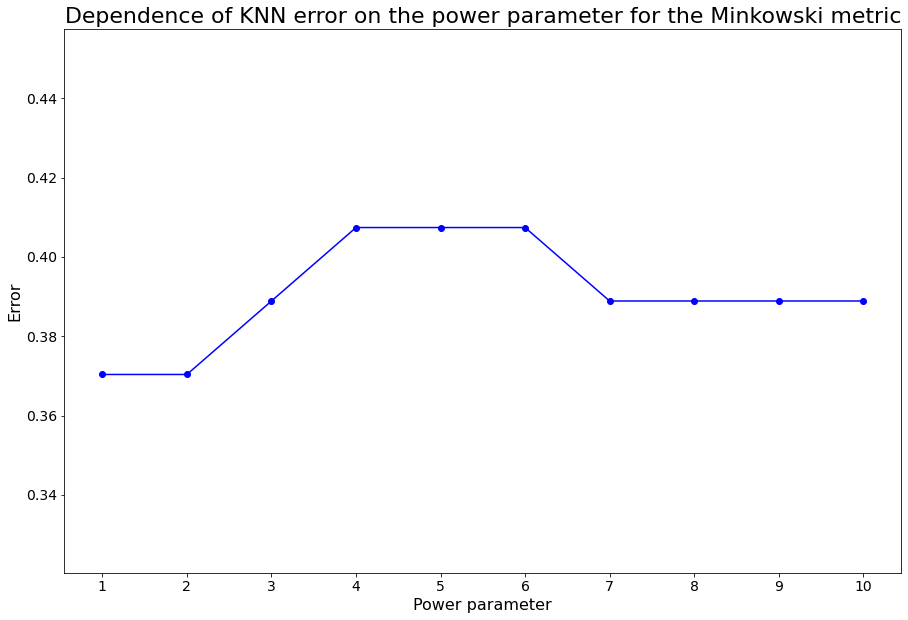 Dependence of KNN error on the power parameter for the Minkowski metric
0.44
0.42
0.40
0.38
0.36
0.34
Error
1 2 3 4 5 6 7 8 9 10
Power parameter